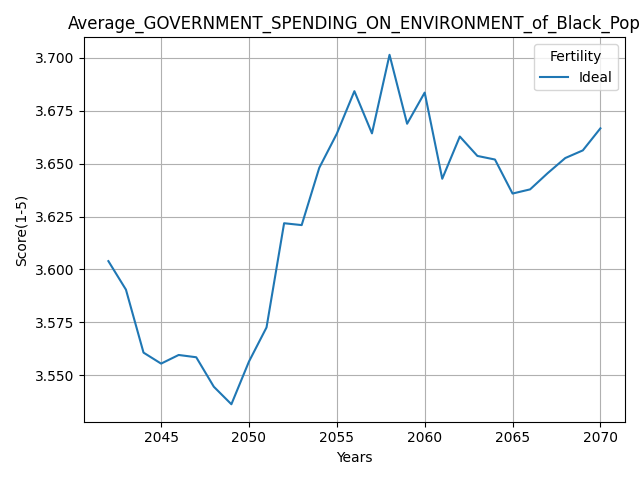 Average_GOVERNMENT_SPENDING_ON_ENVIRONMENT_of_Black_Pop
Fertility
Ideal
Score(1-5)
3.700
3.675
3.650
3.625
3.600
3.575
3.550
2045 2050 2055 2060 2065 2070
Years